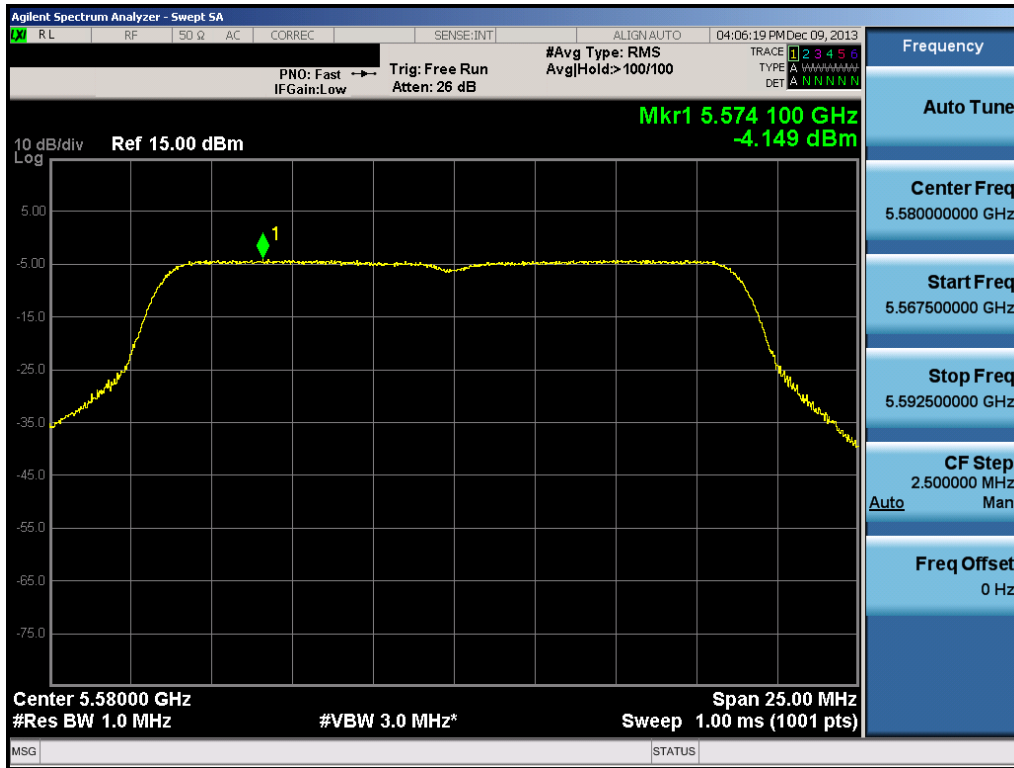 Agilent Spectrum Analyzer - Swept SA
LXI RL RF 50 Ω AC CORREC SENSE:INT ALIGN AUTO 04:06:19 PM Dec 09, 2013
PNO: Fast
IFGain:Low
Trig: Free Run
Atten: 26 dB
#Avg Type: RMS
Avg|Hold:>100/100
TRACE 1 2 3 4 5 6
TYPE A WWWWW
DET A N N N N N
Mkr1 5.574 100 GHz
-4.149 dBm
10 dB/div Ref 15.00 dBm
Log
5.00
1
-5.00
-15.0
-25.0
-35.0
-45.0
-55.0
-65.0
-75.0
Center 5.58000 GHz Span 25.00 MHz
#Res BW 1.0 MHz #VBW 3.0 MHz* Sweep 1.00 ms (1001 pts)
MSG STATUS
Frequency
Auto Tune
Center Freq
5.580000000 GHz
Start Freq
5.567500000 GHz
Stop Freq
5.592500000 GHz
CF Step
2.500000 MHz
Auto Man
Freq Offset
0 Hz